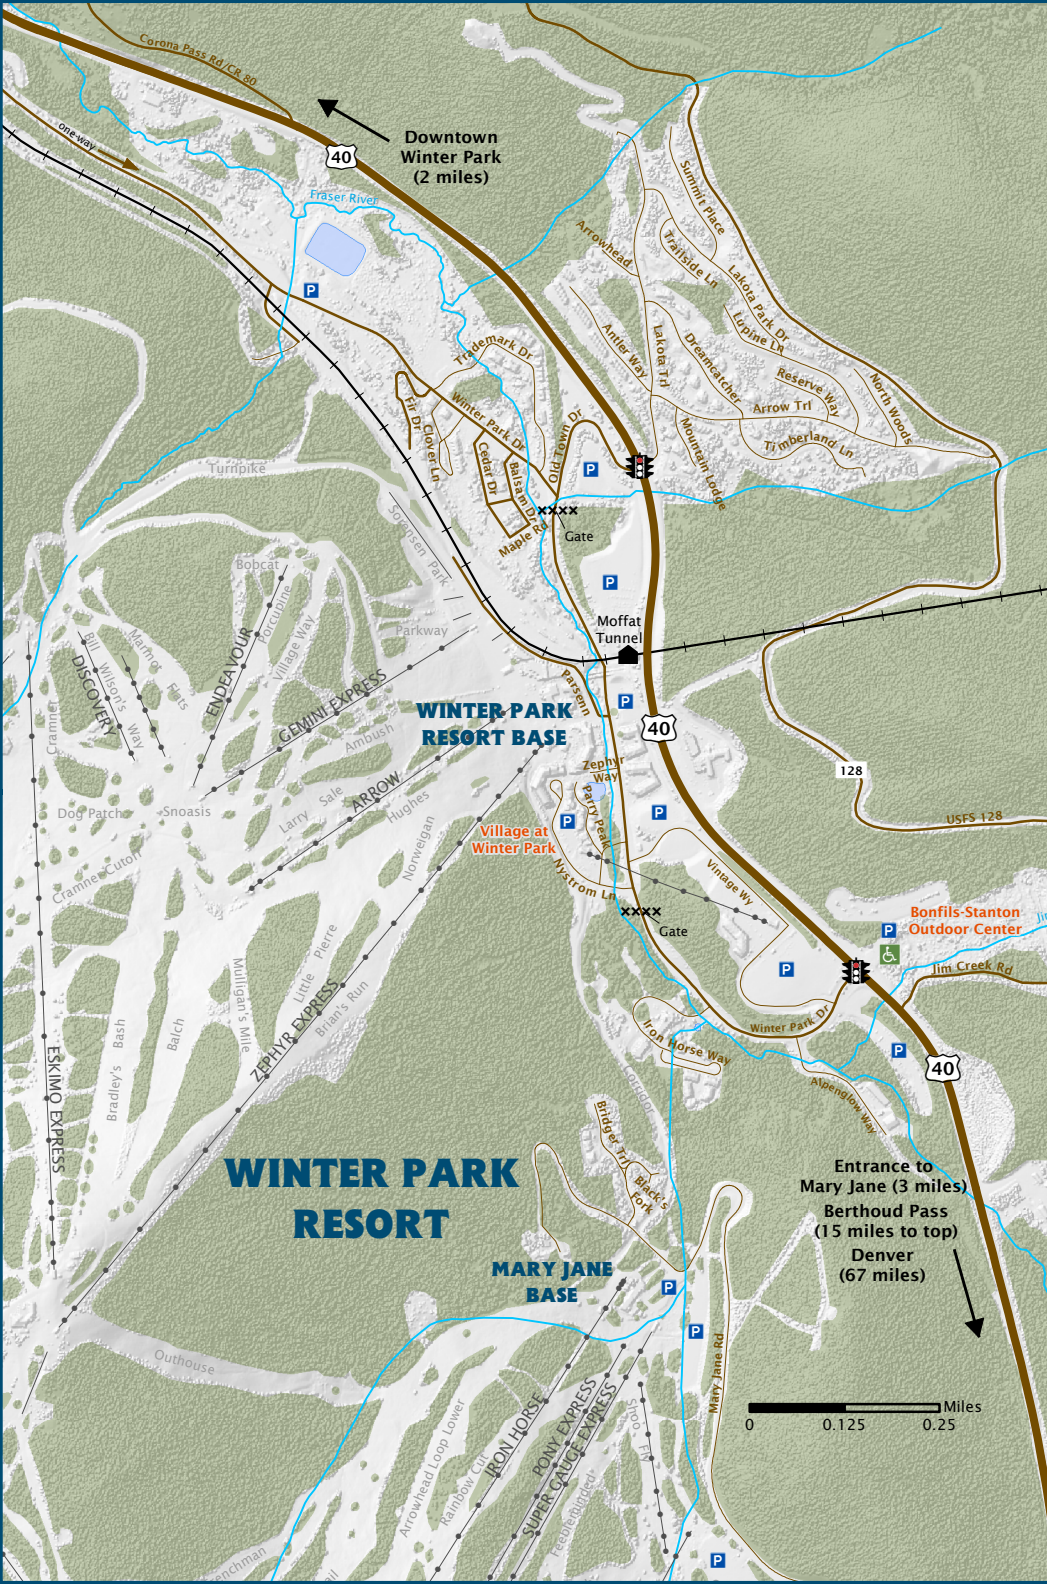 Corona Pass Rd/CR 80
one-way
Downtown
Winter Park
(2 miles)
40
Fraser River
P
Summit Place
Arrowhead
Trailside Ln
Lakota Park Dr
Lupine Ln
Antler Way
Lakota Trl
Dreamcatcher
Reserve Way
North Woods
Arrow Trl
Timberland Ln
Mountain Lodge
Trademark Dr
Winter Park Dr
Fir Dr
Clover Ln
Cedar Dr
Balsam Dr
Maple Rd
Old Town Dr
P
Gate
Turnpike
Sorensen Park
P
Bobcat
Porcupine
Village Way
Parkway
Moffat
Tunnel
Marmot Flats
Bill Wilson's Way
DISCOVERY
ENDEAVOUR
GEMINI EXPRESS
Ambush
Cranmer
Parsenn
P
WINTER PARK
RESORT BASE
40
128
USFS 128
Zephyr
Way
Parry Peak
P
P
Village at
Winter Park
Nystrom Ln
Dog Patch
Snoasis
Larry Sale
ARROW
Hughes
Norweigan
Cranmer Cutoff
Vintage Wy
Gate
P
Bonfils-Stanton
Outdoor Center
Jim Creek Rd
P
Winter Park Dr
Mulligan's Mile
Little Pierre
Brian's Run
ZEPHYR EXPRESS
Balch
Bradley's Bash
ESKIMO EXPRESS
Iron Horse Way
Corridor
P
40
Alpenglow Way
Bridger Trl
Black's
Fork
WINTER PARK
RESORT
Entrance to
Mary Jane (3 miles)
Berthoud Pass
(15 miles to top)
Denver
(67 miles)
MARY JANE
BASE
P
P
Mary Jane Rd
Outhouse
Miles
0
0.125
0.25
Arrowhead Loop Lower
Rainbow Cut
IRON HORSE
PONY EXPRESS
SUPER GAUGE EXPRESS
Shoo Fly
P